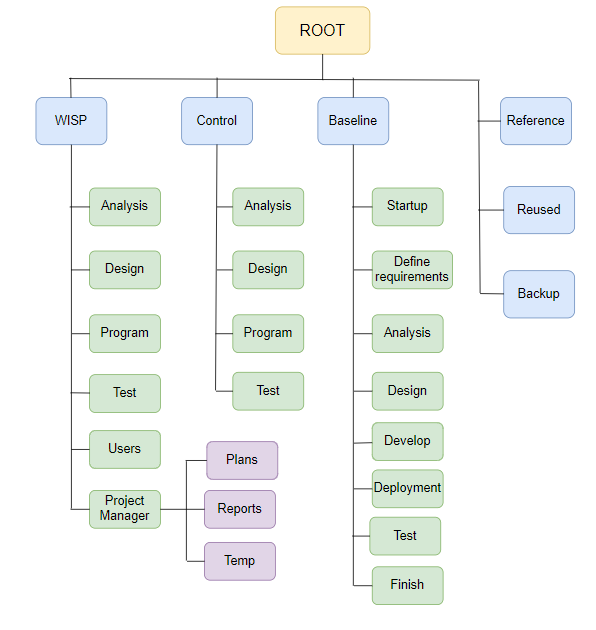 ROOT
WISP
Control
Baseline
Reference
Analysis
Analysis
Startup
Reused
Design
Design
Define
requirements
Backup
Program
Program
Analysis
Test
Test
Design
Users
Develop
Plans
Deployment
Project
Manager
Reports
Test
Temp
Finish